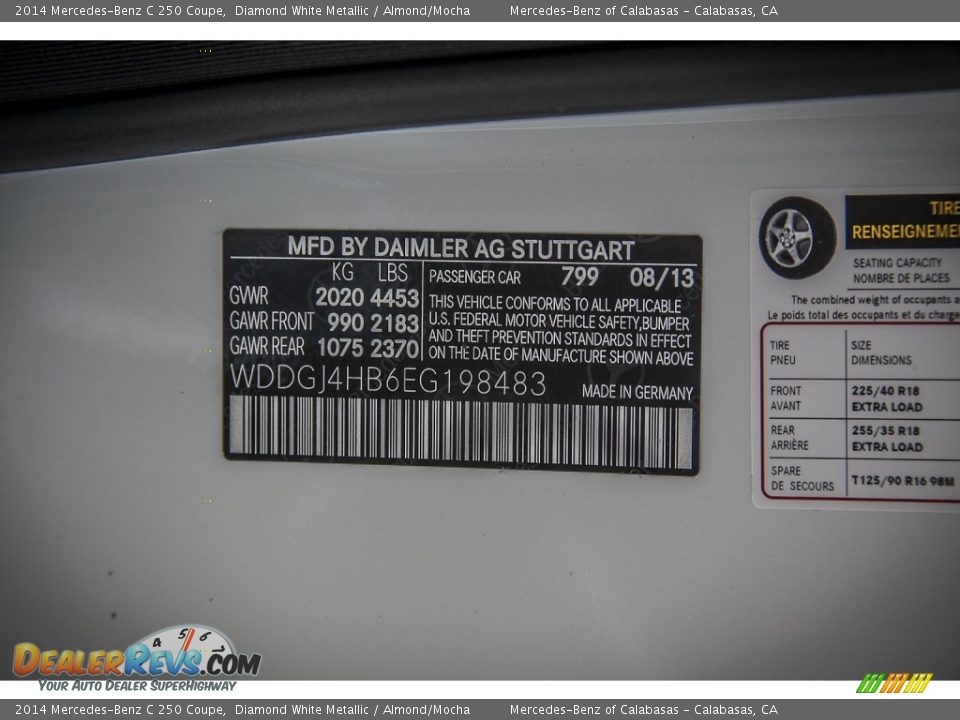 2014 Mercedes-Benz C 250 Coupe, Diamond White Metallic / Almond/Mocha Mercedes-Benz of Calabasas - Calabasas, CA
MFD BY DAIMLER AG STUTTGART
KG LBS
GWR 2020 4453
GAWR FRONT 990 2183
GAWR REAR 1075 2370
PASSENGER CAR 799 08/13
THIS VEHICLE CONFORMS TO ALL APPLICABLE
U.S. FEDERAL MOTOR VEHICLE SAFETY,BUMPER
AND THEFT PREVENTION STANDARDS IN EFFECT
ON THE DATE OF MANUFACTURE SHOWN ABOVE
WDDGJ4HB6EG198483 MADE IN GERMANY
TIRE
RENSEIGNEME
SEATING CAPACITY
NOMBRE DE PLACES
The combined weight of occupants a
Le poids total des occupants et du charge
TIRE SIZE
PNEU DIMENSIONS
FRONT 225/40 R18
AVANT EXTRA LOAD
REAR 255/35 R18
ARRIÈRE EXTRA LOAD
SPARE
DE SECOURS T125/90 R16 98M
4 5 6 7
DEALERREVS.COM
YOUR AUTO DEALER SUPERHIGHWAY
2014 Mercedes-Benz C 250 Coupe, Diamond White Metallic / Almond/Mocha Mercedes-Benz of Calabasas - Calabasas, CA